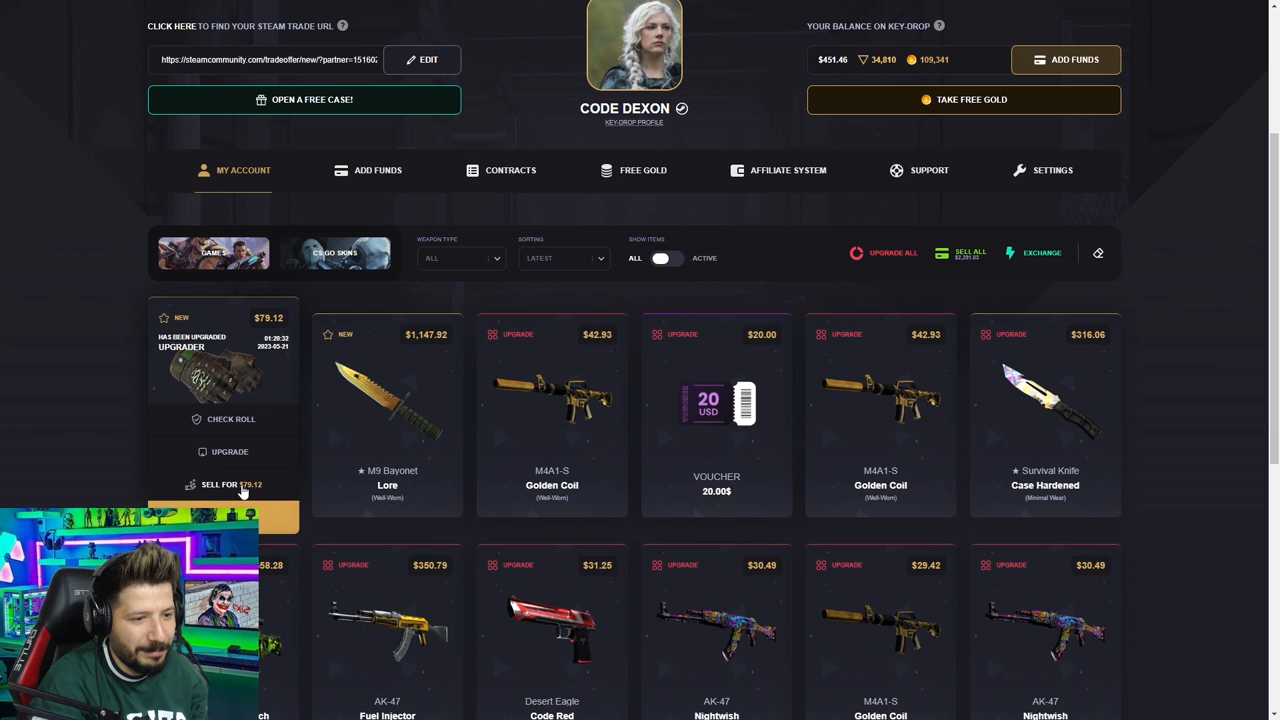 CLICK HERE TO FIND YOUR STEAM TRADE URL ?
https://steamcommunity.com/tradeoffer/new/?partner=15160
EDIT
OPEN A FREE CASE!
CODE DEXON
KEY-DROP PROFILE
YOUR BALANCE ON KEY-DROP ?
$451.46 34,810 109,341
ADD FUNDS
TAKE FREE GOLD
MY ACCOUNT
ADD FUNDS
CONTRACTS
FREE GOLD
AFFILIATE SYSTEM
SUPPORT
SETTINGS
GAMES
CS:GO SKINS
WEAPON TYPE
ALL
SORTING
LATEST
SHOW ITEMS
ALL
ACTIVE
UPGRADE ALL
SELL ALL
EXCHANGE
NEW
$79.12
HAS BEEN UPGRADED
UPGRADER
01:20:32
2023-05-21
CHECK ROLL
UPGRADE
SELL FOR $79.12
NEW
$1,147.92
★ M9 Bayonet
Lore
(Well-Worn)
UPGRADE
$42.93
M4A1-S
Golden Coil
(Well-Worn)
UPGRADE
$20.00
20
USD
VOUCHER
20.00$
UPGRADE
$42.93
M4A1-S
Golden Coil
(Well-Worn)
UPGRADE
$316.06
★ Survival Knife
Case Hardened
(Minimal Wear)
58.28
ch
UPGRADE
$350.79
AK-47
Fuel Injector
UPGRADE
$31.25
Desert Eagle
Code Red
UPGRADE
$30.49
AK-47
Nightwish
UPGRADE
$29.42
M4A1-S
Golden Coil
UPGRADE
$30.49
AK-47
Nightwish